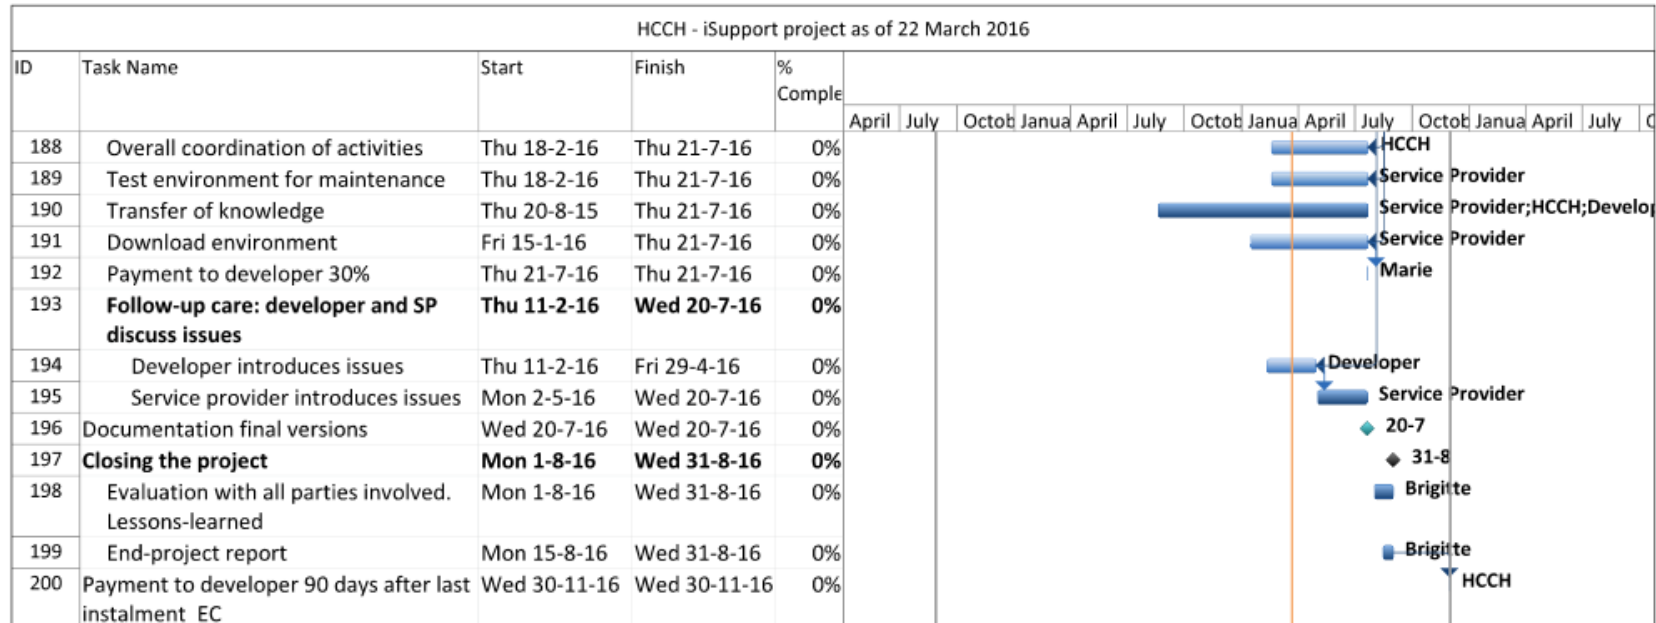 HCCH - iSupport project as of 22 March 2016
ID Task Name Start Finish %
Comple
April July Octob Janua April July Octob Janua April July Octob Janua April July
188 Overall coordination of activities Thu 18-2-16 Thu 21-7-16 0% HCCH
189 Test environment for maintenance Thu 18-2-16 Thu 21-7-16 0% Service Provider
190 Transfer of knowledge Thu 20-8-15 Thu 21-7-16 0% Service Provider;HCCH;Develop
191 Download environment Fri 15-1-16 Thu 21-7-16 0% Service Provider
192 Payment to developer 30% Thu 21-7-16 Thu 21-7-16 0% Marie
193 Follow-up care: developer and SP Thu 11-2-16 Wed 20-7-16 0%
discuss issues
194 Developer introduces issues Thu 11-2-16 Fri 29-4-16 0% Developer
195 Service provider introduces issues Mon 2-5-16 Wed 20-7-16 0% Service Provider
196 Documentation final versions Wed 20-7-16 Wed 20-7-16 0% 20-7
197 Closing the project Mon 1-8-16 Wed 31-8-16 0% 31-8
198 Evaluation with all parties involved. Mon 1-8-16 Wed 31-8-16 0% Brigitte
Lessons-learned
199 End-project report Mon 15-8-16 Wed 31-8-16 0% Brigitte
200 Payment to developer 90 days after last Wed 30-11-16 Wed 30-11-16 0% HCCH
instalment EC